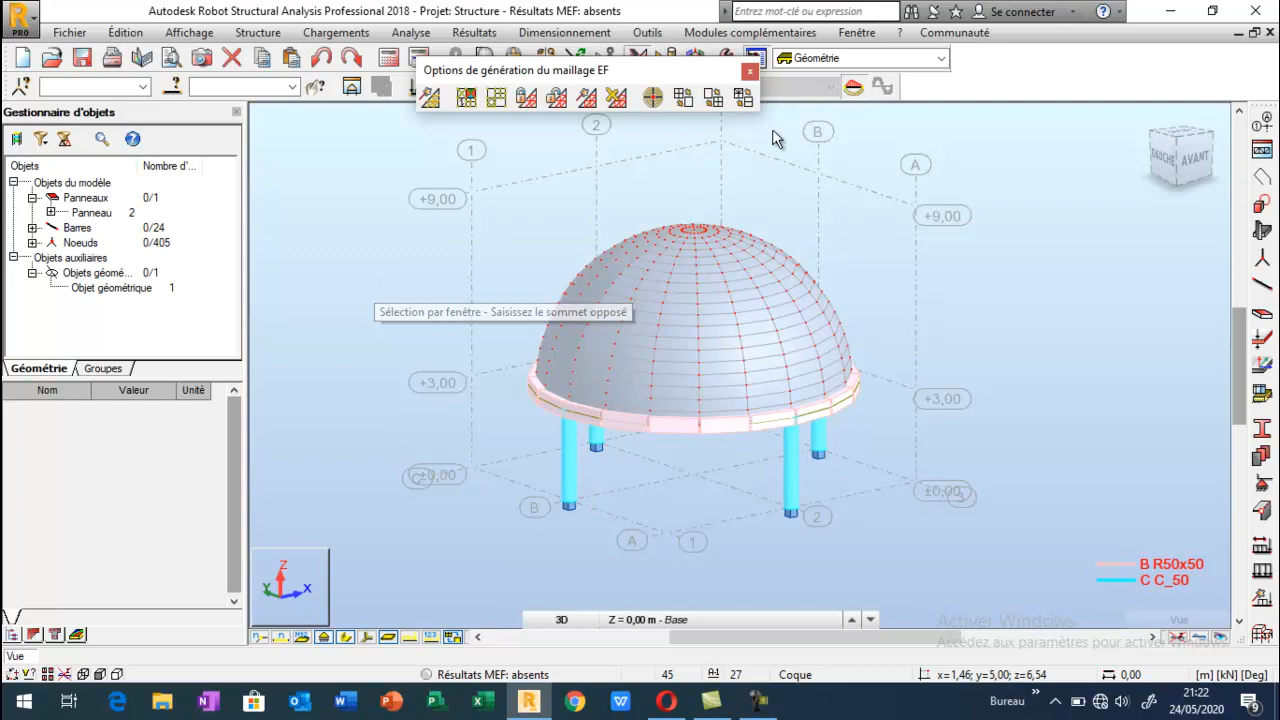 Autodesk Robot Structural Analysis Professional 2018 - Projet: Structure - Résultats MEF: absents
Entrez mot-clé ou expression
Se connecter
PRO
Fichier Edition Affichage Structure Chargements Analyse Résultats Dimensionnement Outils Modules complémentaires Fenêtre ? Communauté
Options de génération du maillage EF
Géométrie
Gestionnaire d'objets
Objets Nombre d'...
Objets du modèle
Panneaux 0/1
Panneau 2
Barres 0/24
Noeuds 0/405
Objets auxiliaires
Objets géomé... 0/1
Objet géométrique 1
Géométrie Groupes
Nom Valeur Unité
1 2 B A
+9,00 +9,00
GAUCHE AVANT
Sélection par fenêtre - Saisissez le sommet opposé
+3,00 +3,00
C ±0,00 ±0,00 3
B 2
A 1
Z
Y X
B R50x50
C C_50
3D Z = 0,00 m - Base
Vue
Activer Windows
Accédez aux paramètres pour activer Windows.
Vue
Résultats MEF: absents 45 27 Coque x=1,46; y=5,00; z=6,54 0,00 [m] [kN] [Deg]
Bureau
21:22
24/05/2020
9